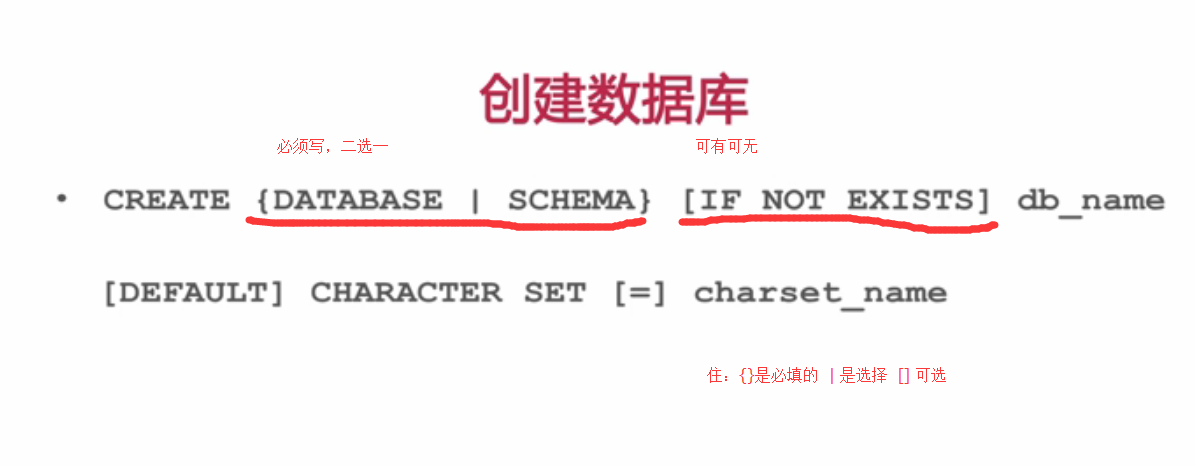 创建数据库
必须写，二选一 可有可无
• CREATE {DATABASE | SCHEMA} [IF NOT EXISTS] db_name
[DEFAULT] CHARACTER SET [=] charset_name
住：{}是必填的 | 是选择 [] 可选